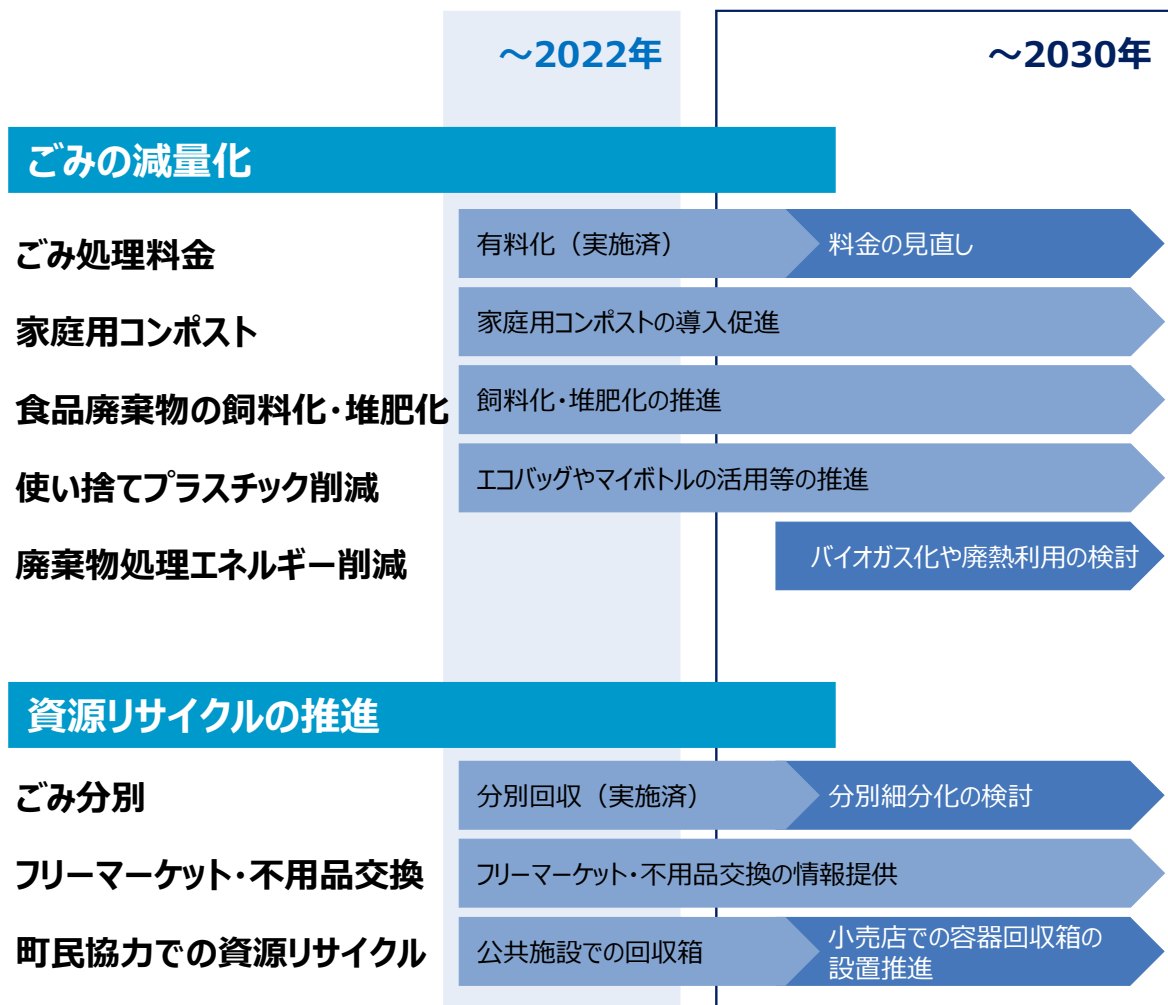 ～2022年
～2030年
ごみの減量化
ごみ処理料金
有料化（実施済）
料金の見直し
家庭用コンポスト
家庭用コンポストの導入促進
食品廃棄物の飼料化・堆肥化
飼料化・堆肥化の推進
使い捨てプラスチック削減
エコバッグやマイボトルの活用等の推進
廃棄物処理エネルギー削減
バイオガス化や廃熱利用の検討
資源リサイクルの推進
ごみ分別
分別回収（実施済）
分別細分化の検討
フリーマーケット・不用品交換
フリーマーケット・不用品交換の情報提供
町民協力での資源リサイクル
公共施設での回収箱
小売店での容器回収箱の
設置推進